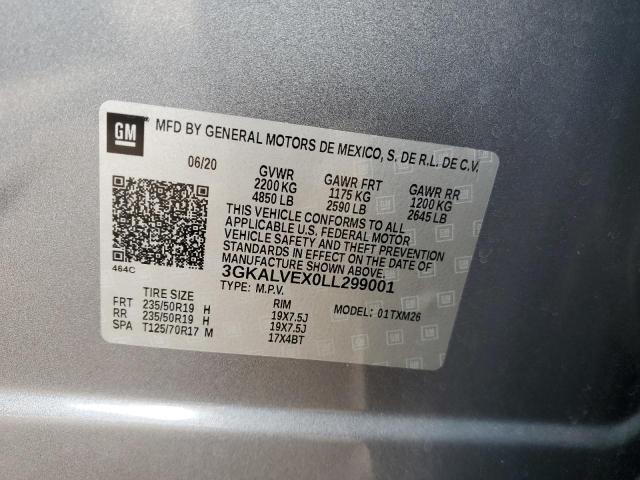 GM
MFD BY GENERAL MOTORS DE MEXICO, S. DE R.L. DE C.V.
06/20 GVWR GAWR FRT GAWR RR
2200 KG 1175 KG 1200 KG
4850 LB 2590 LB 2645 LB
THIS VEHICLE CONFORMS TO ALL
APPLICABLE U.S. FEDERAL MOTOR
VEHICLE SAFETY AND THEFT PREVENTION
STANDARDS IN EFFECT ON THE DATE OF
MANUFACTURE SHOWN ABOVE.
464C
3GKALVEX0LL299001
TYPE: M.P.V.
TIRE SIZE RIM MODEL: 01TXM26
FRT 235/50R19 H 19X7.5J
RR 235/50R19 H 19X7.5J
SPA T125/70R17 M 17X4BT